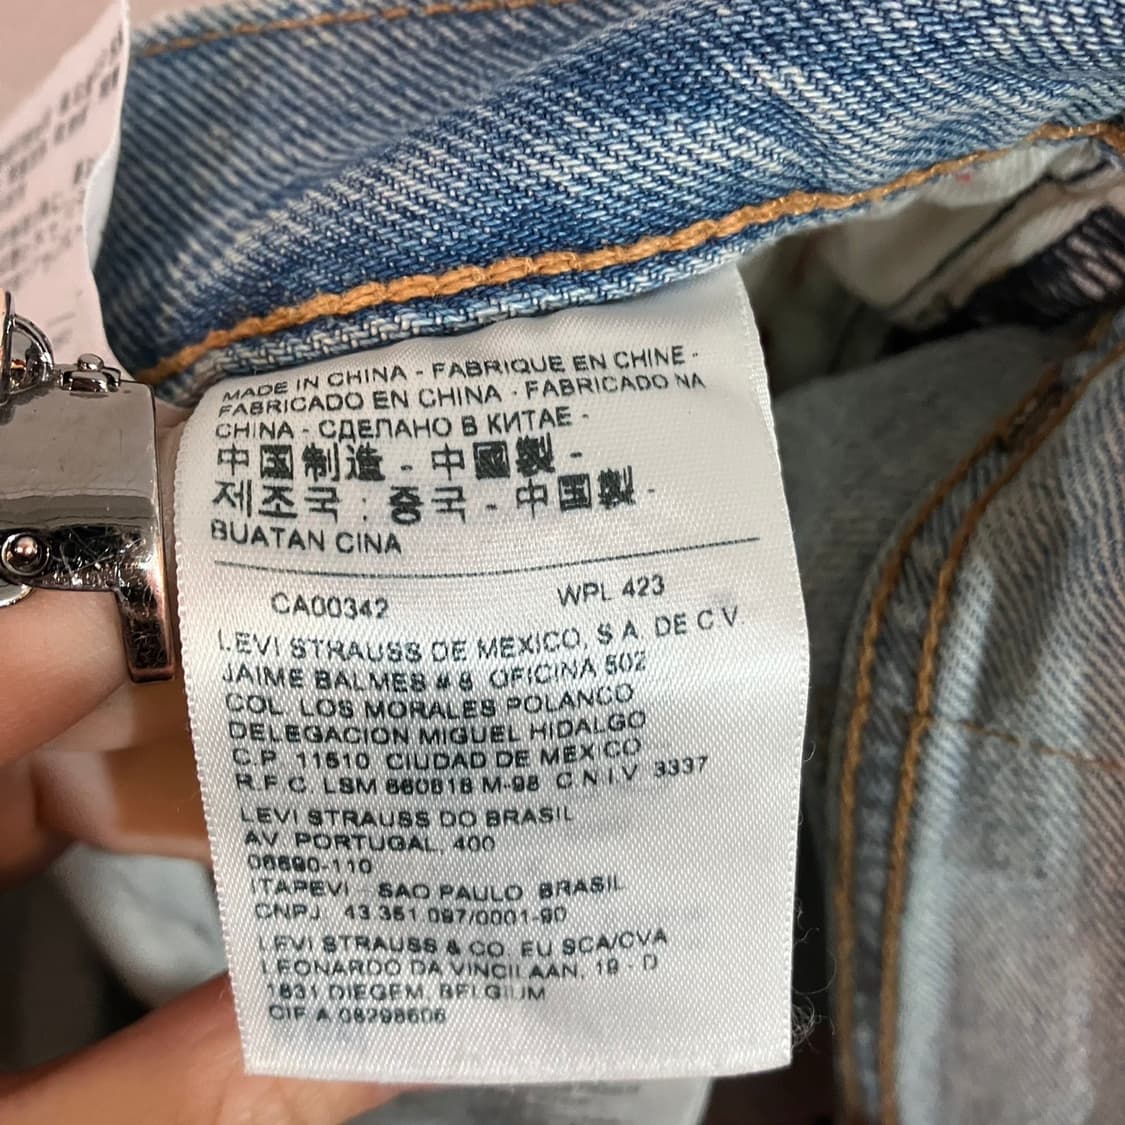 MADE IN CHINA - FABRIQUE EN CHINE -
FABRICADO EN CHINA - FABRICADO NA
CHINA - СДЕЛАНО В КИТАЕ -
中国制造 - 中國製 -
제조국 : 중국 - 中国製 -
BUATAN CINA
CA00342 WPL 423
LEVI STRAUSS DE MEXICO, S A. DE C V.
JAIME BALMES # 8 OFICINA 502
COL. LOS MORALES POLANCO
DELEGACION MIGUEL HIDALGO
C.P. 11510 CIUDAD DE MEXICO
R.F.C. LSM M-98 C N I V 3337
LEVI STRAUSS DO BRASIL
AV. PORTUGAL, 400
06690-110
ITAPEVI - SAO PAULO BRASIL
CNPJ: 43 351 097/0001-90
LEVI STRAUSS & CO. EU SCA/CVA
LEONARDO DA VINCILAAN, 19 - D
1831 DIEGEM, BELGIUM
CIF A 08298606